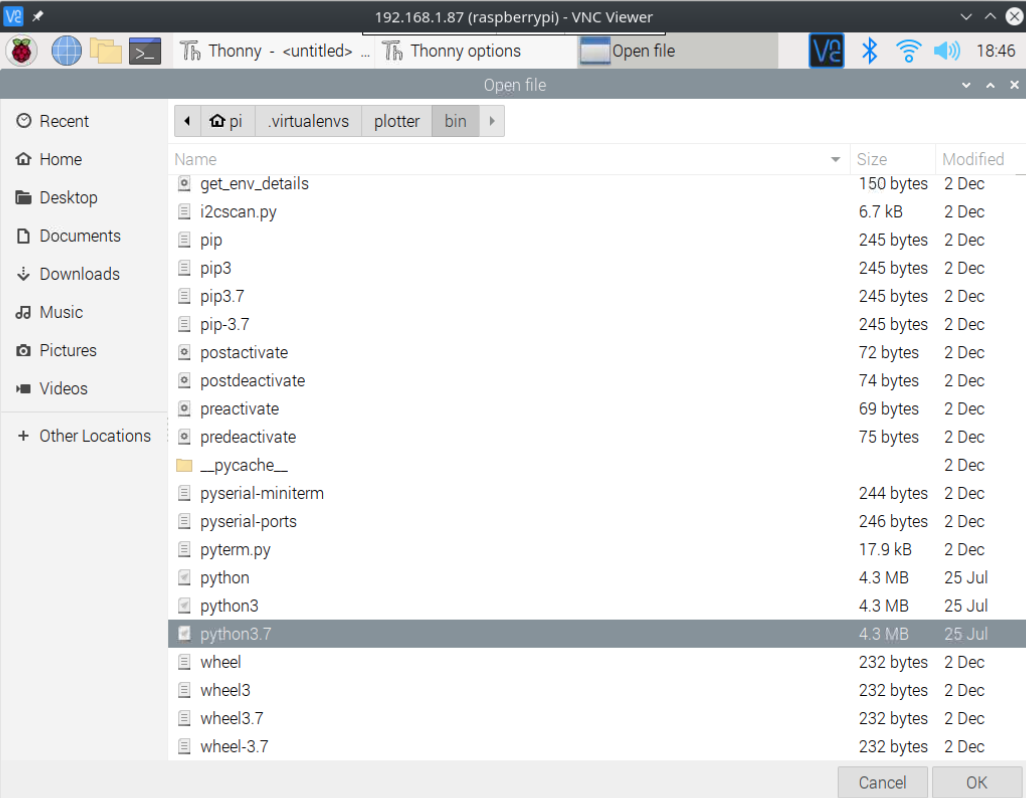 192.168.1.87 (raspberrypi) - VNC Viewer
Thonny - <untitled> ... Thonny options Open file 18:46
Open file
Recent
Home
Desktop
Documents
Downloads
Music
Pictures
Videos
+ Other Locations
pi .virtualenvs plotter bin
Name Size Modified
get_env_details 150 bytes 2 Dec
i2cscan.py 6.7 kB 2 Dec
pip 245 bytes 2 Dec
pip3 245 bytes 2 Dec
pip3.7 245 bytes 2 Dec
pip-3.7 245 bytes 2 Dec
postactivate 72 bytes 2 Dec
postdeactivate 74 bytes 2 Dec
preactivate 69 bytes 2 Dec
predeactivate 75 bytes 2 Dec
__pycache__ 2 Dec
pyserial-miniterm 244 bytes 2 Dec
pyserial-ports 246 bytes 2 Dec
pyterm.py 17.9 kB 2 Dec
python 4.3 MB 25 Jul
python3 4.3 MB 25 Jul
python3.7 4.3 MB 25 Jul
wheel 232 bytes 2 Dec
wheel3 232 bytes 2 Dec
wheel3.7 232 bytes 2 Dec
wheel-3.7 232 bytes 2 Dec
Cancel OK